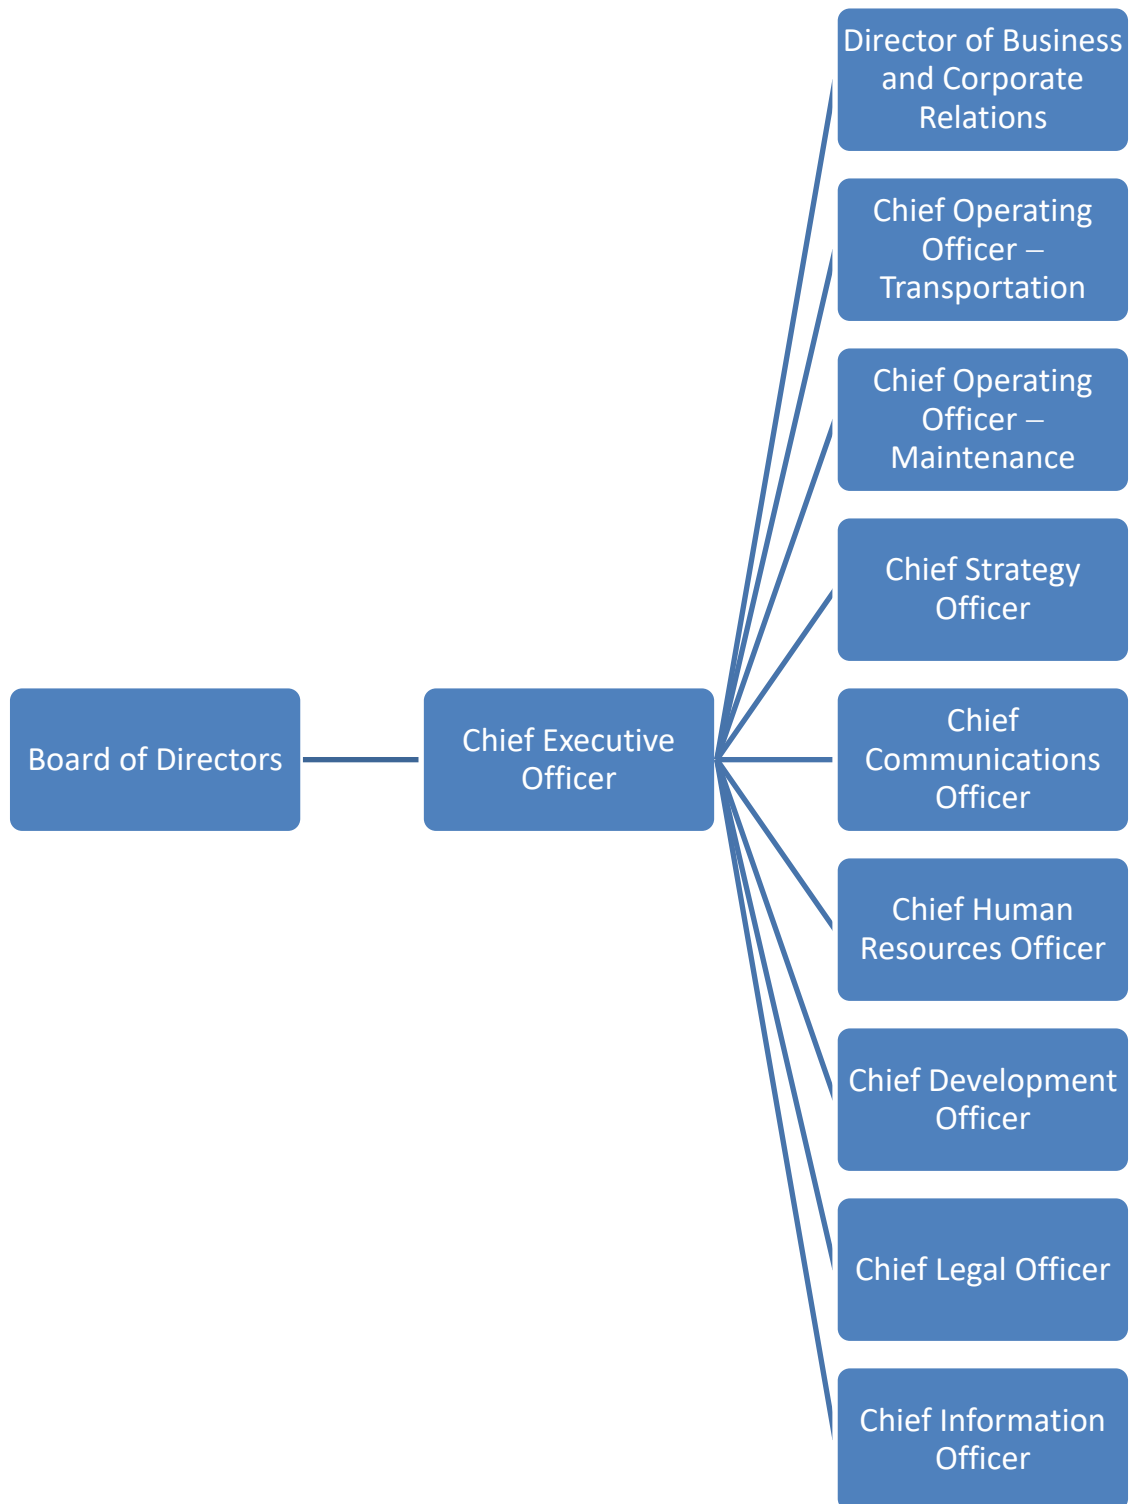 Board of Directors
Chief Executive
Officer
Director of Business
and Corporate
Relations
Chief Operating
Officer –
Transportation
Chief Operating
Officer –
Maintenance
Chief Strategy
Officer
Chief
Communications
Officer
Chief Human
Resources Officer
Chief Development
Officer
Chief Legal Officer
Chief Information
Officer